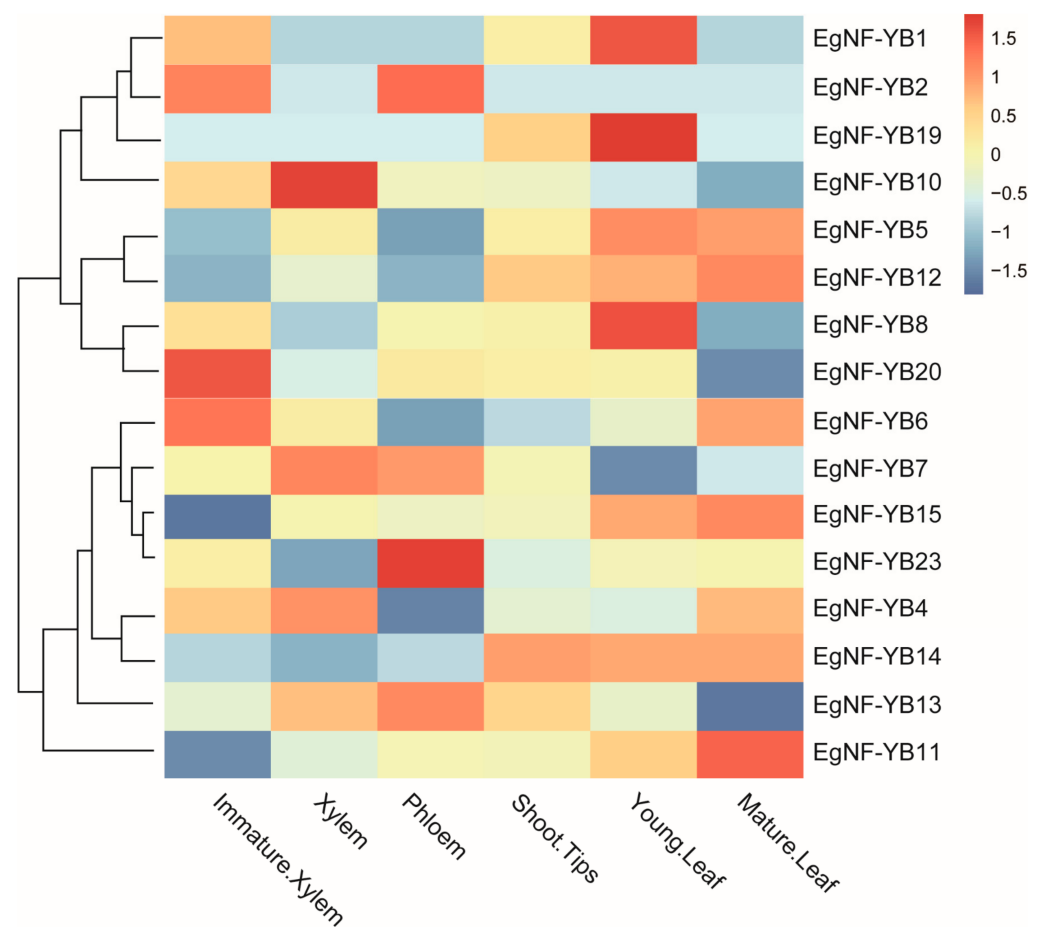 EgNF-YB1
EgNF-YB2
EgNF-YB19
EgNF-YB10
EgNF-YB5
EgNF-YB12
EgNF-YB8
EgNF-YB20
EgNF-YB6
EgNF-YB7
EgNF-YB15
EgNF-YB23
EgNF-YB4
EgNF-YB14
EgNF-YB13
EgNF-YB11
1.5
1
0.5
0
−0.5
−1
−1.5
Immature.Xylem
Xylem
Phloem
Shoot.Tips
Young.Leaf
Mature.Leaf